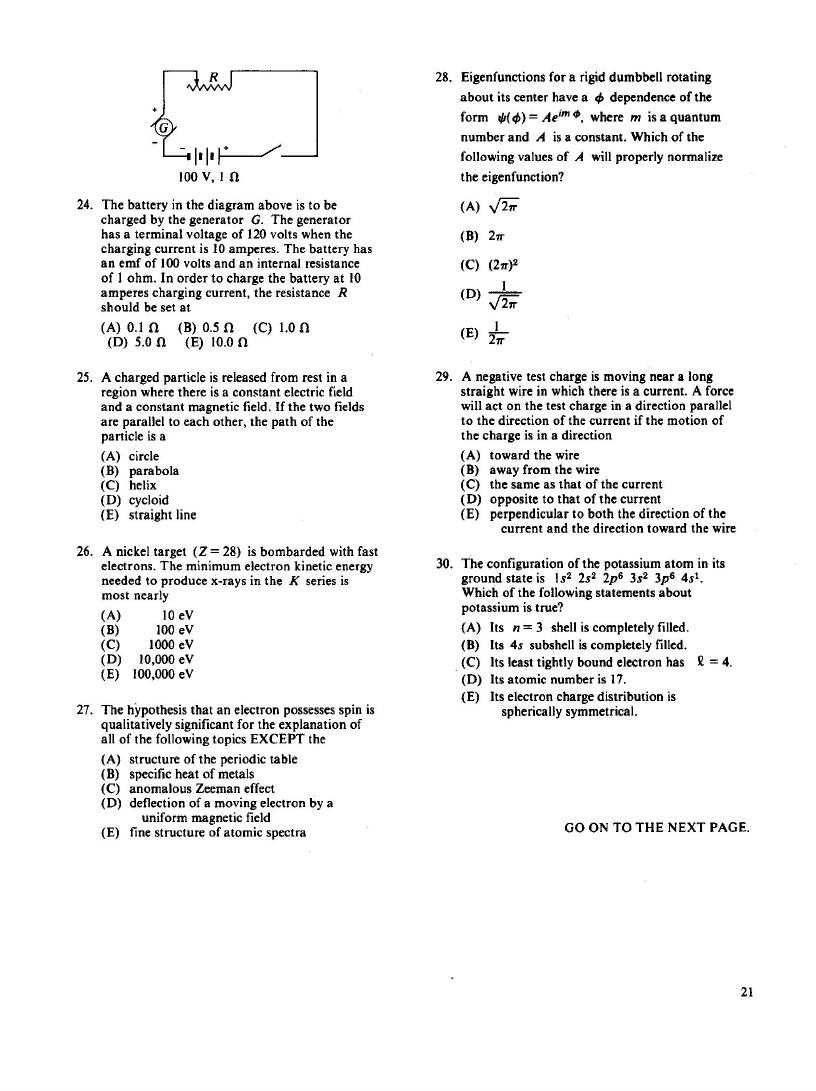 R
+
G
-
- +
100 V, 1 Ω
24. The battery in the diagram above is to be
charged by the generator G. The generator
has a terminal voltage of 120 volts when the
charging current is 10 amperes. The battery has
an emf of 100 volts and an internal resistance
of 1 ohm. In order to charge the battery at 10
amperes charging current, the resistance R
should be set at
(A) 0.1 Ω (B) 0.5 Ω (C) 1.0 Ω
(D) 5.0 Ω (E) 10.0 Ω
25. A charged particle is released from rest in a
region where there is a constant electric field
and a constant magnetic field. If the two fields
are parallel to each other, the path of the
particle is a
(A) circle
(B) parabola
(C) helix
(D) cycloid
(E) straight line
26. A nickel target (Z = 28) is bombarded with fast
electrons. The minimum electron kinetic energy
needed to produce x-rays in the K series is
most nearly
(A) 10 eV
(B) 100 eV
(C) 1000 eV
(D) 10,000 eV
(E) 100,000 eV
27. The hypothesis that an electron possesses spin is
qualitatively significant for the explanation of
all of the following topics EXCEPT the
(A) structure of the periodic table
(B) specific heat of metals
(C) anomalous Zeeman effect
(D) deflection of a moving electron by a
uniform magnetic field
(E) fine structure of atomic spectra
28. Eigenfunctions for a rigid dumbbell rotating
about its center have a ϕ dependence of the
form ψ(ϕ) = Ae^{imϕ}, where m is a quantum
number and A is a constant. Which of the
following values of A will properly normalize
the eigenfunction?
(A) √2π
(B) 2π
(C) (2π)²
(D) 1/√2π
(E) 1/2π
29. A negative test charge is moving near a long
straight wire in which there is a current. A force
will act on the test charge in a direction parallel
to the direction of the current if the motion of
the charge is in a direction
(A) toward the wire
(B) away from the wire
(C) the same as that of the current
(D) opposite to that of the current
(E) perpendicular to both the direction of the
current and the direction toward the wire
30. The configuration of the potassium atom in its
ground state is 1s² 2s² 2p⁶ 3s² 3p⁶ 4s¹.
Which of the following statements about
potassium is true?
(A) Its n = 3 shell is completely filled.
(B) Its 4s subshell is completely filled.
(C) Its least tightly bound electron has ℓ = 4.
(D) Its atomic number is 17.
(E) Its electron charge distribution is
spherically symmetrical.
GO ON TO THE NEXT PAGE.
21